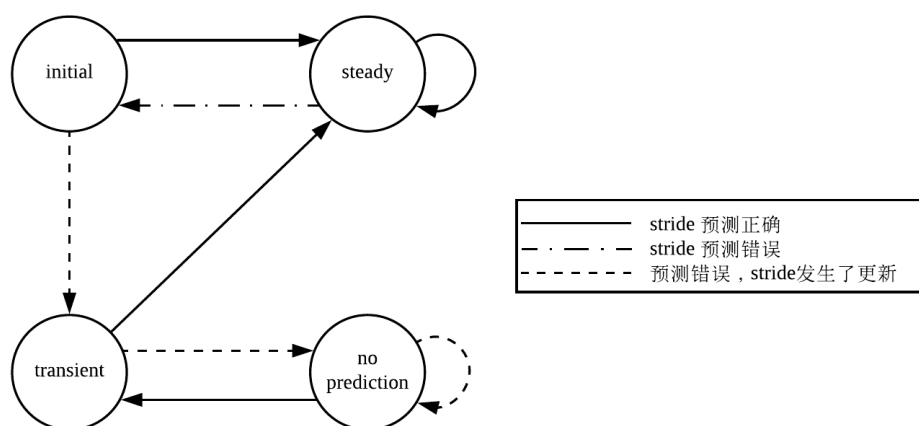 initial
steady
stride 预测正确
stride 预测错误
预测错误，stride发生了更新
transient
no
prediction